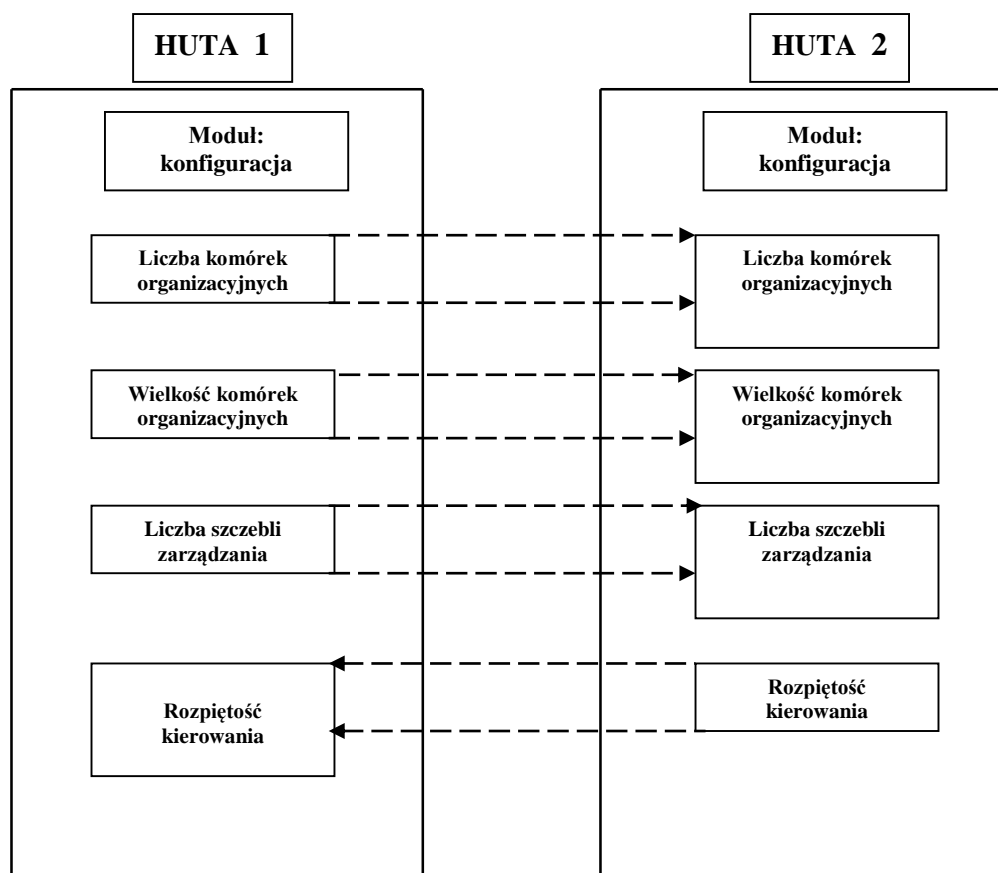 HUTA 1
Moduł:
konfiguracja
Liczba komórek
organizacyjnych
Wielkość komórek
organizacyjnych
Liczba szczebli
zarządzania
Rozpiętość
kierowania
HUTA 2
Moduł:
konfiguracja
Liczba komórek
organizacyjnych
Wielkość komórek
organizacyjnych
Liczba szczebli
zarządzania
Rozpiętość
kierowania